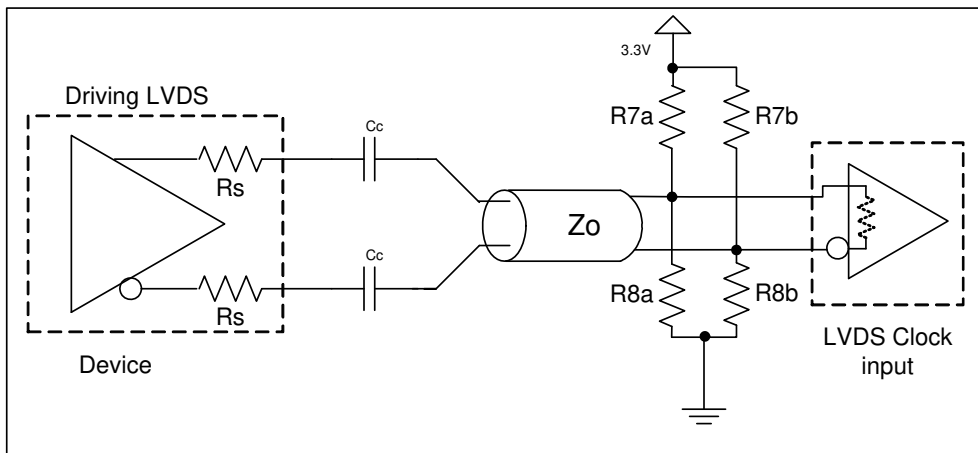 3.3V
Driving LVDS
Cc
R7a
R7b
Rs
Zo
Cc
R8a
R8b
Rs
LVDS Clock
input
Device